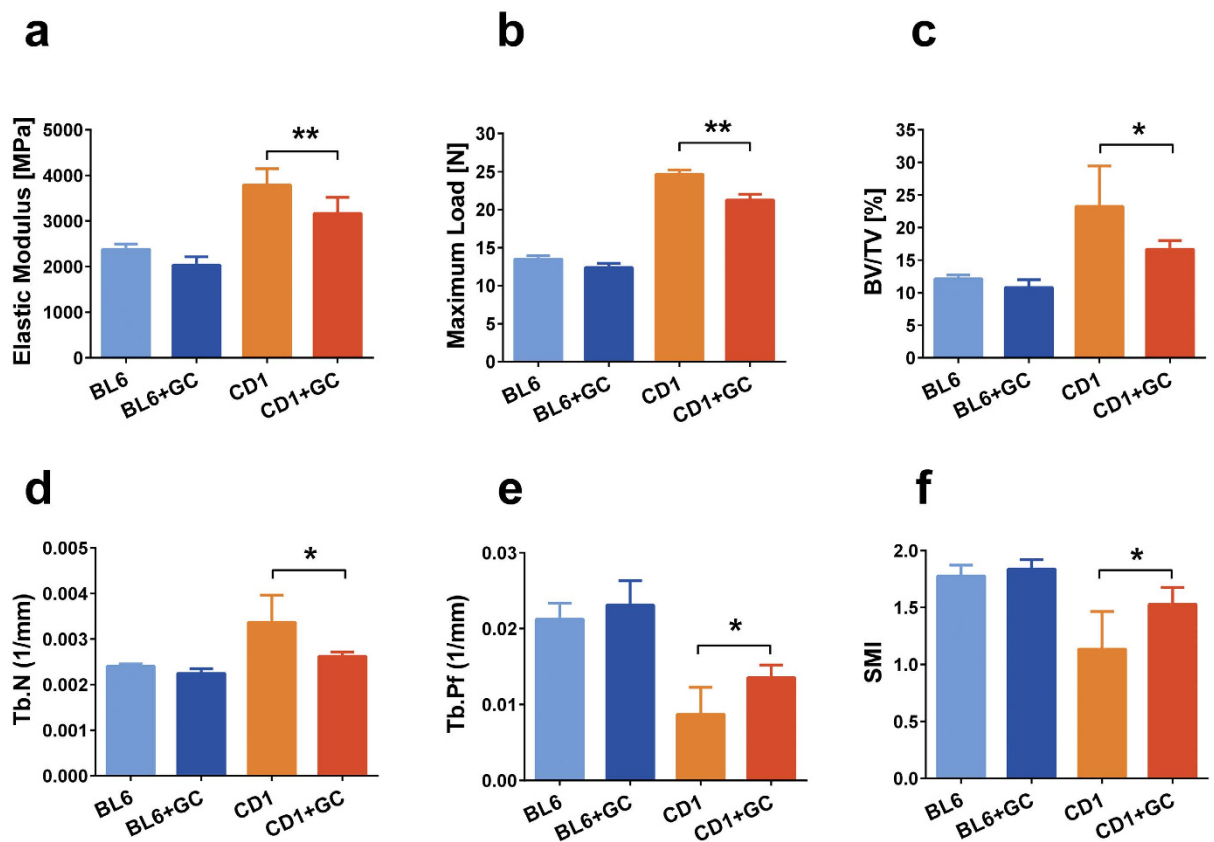 a
Elastic Modulus [MPa]
5000
4000
3000
2000
1000
0
**
BL6
BL6+GC
CD1
CD1+GC
b
Maximum Load [N]
30
25
20
15
10
5
0
**
BL6
BL6+GC
CD1
CD1+GC
c
BV/TV [%]
35
30
25
20
15
10
5
0
*
BL6
BL6+GC
CD1
CD1+GC
d
Tb.N (1/mm)
0.005
0.004
0.003
0.002
0.001
0.000
*
BL6
BL6+GC
CD1
CD1+GC
e
Tb.Pf (1/mm)
0.03
0.02
0.01
0.00
*
BL6
BL6+GC
CD1
CD1+GC
f
SMI
2.0
1.5
1.0
0.5
0.0
*
BL6
BL6+GC
CD1
CD1+GC